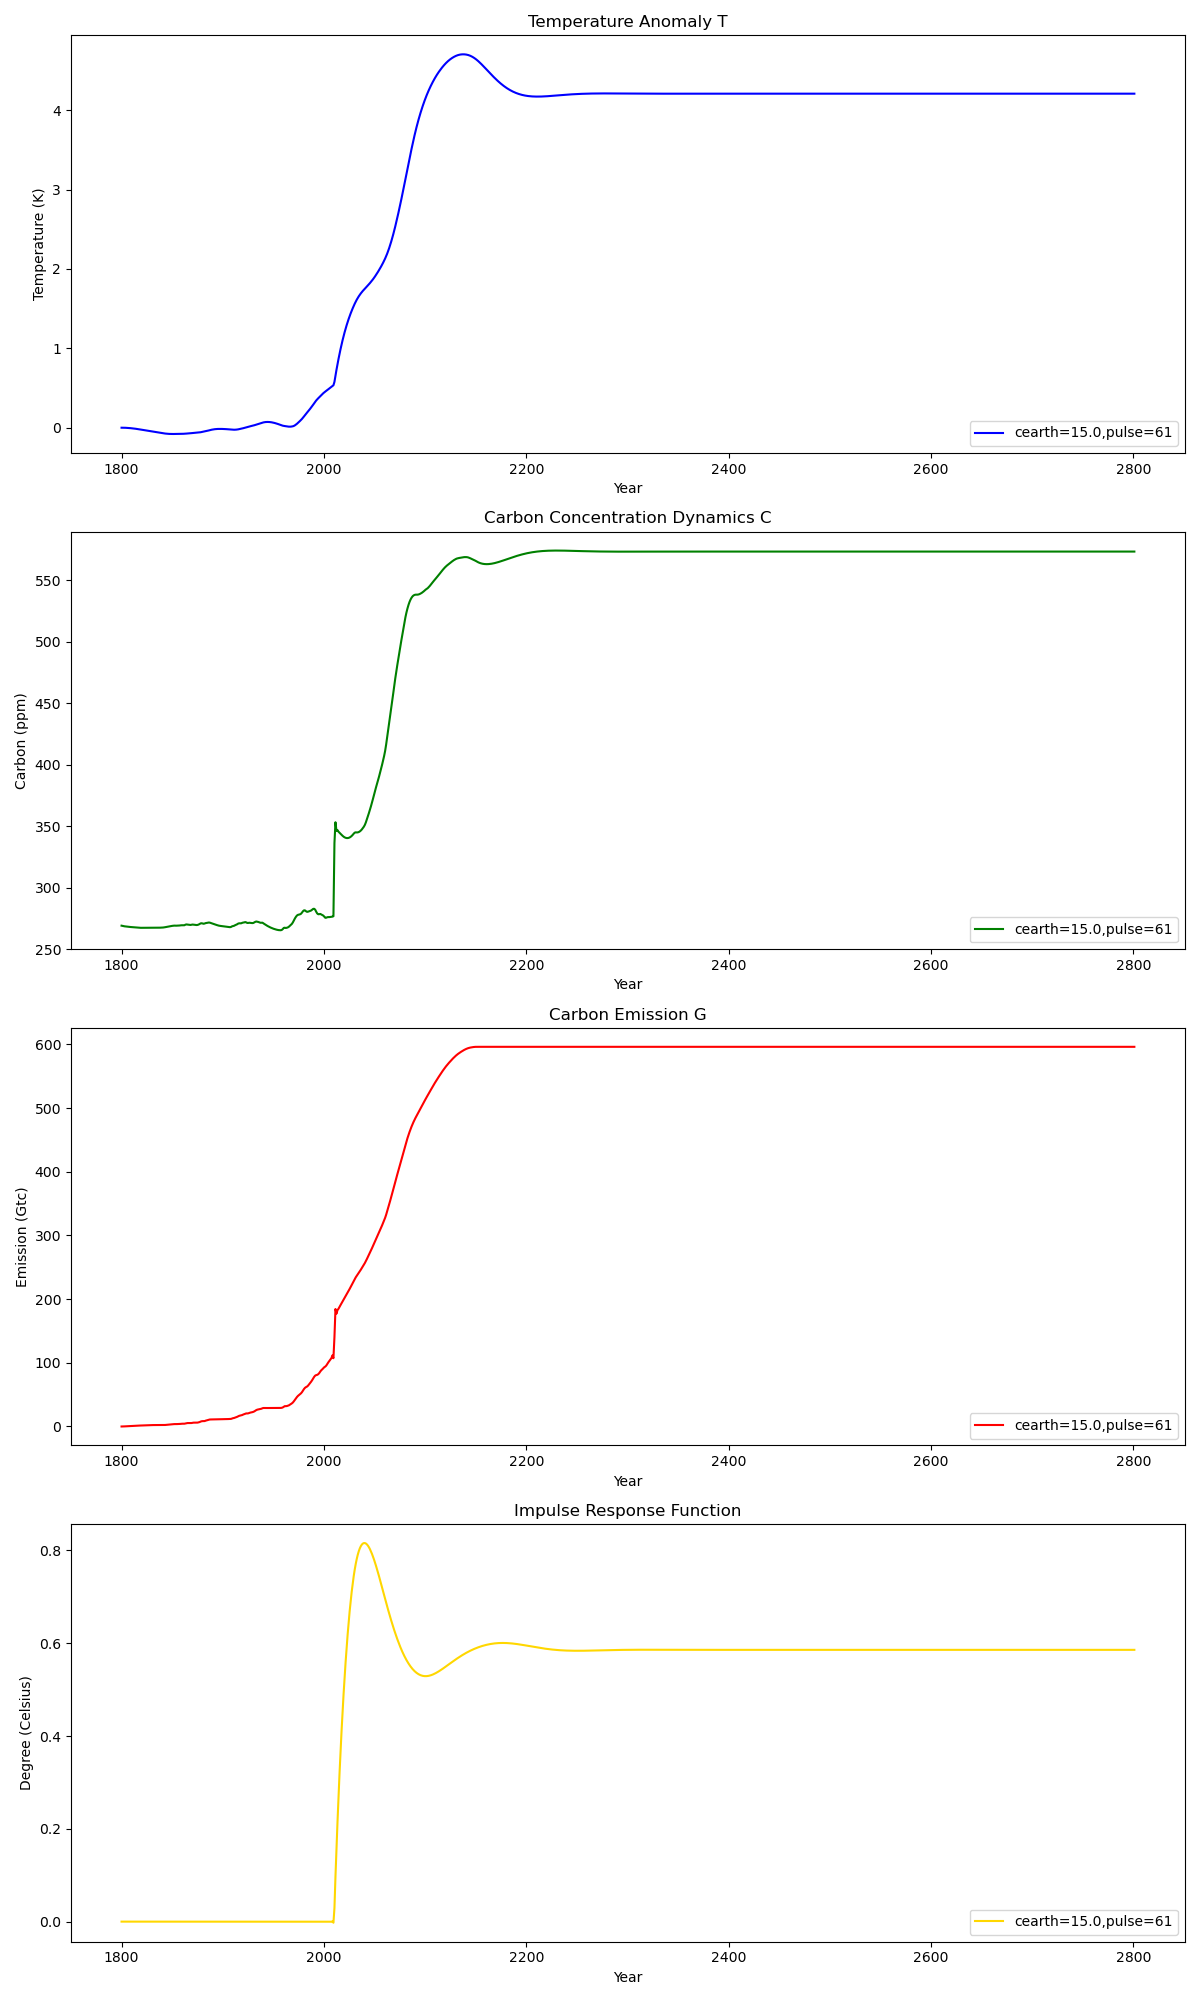 Temperature Anomaly T
Temperature (K)
4
3
2
1
0
cearth=15.0,pulse=61
1800 2000 2200 2400 2600 2800
Year
Carbon Concentration Dynamics C
Carbon (ppm)
550
500
450
400
350
300
250
cearth=15.0,pulse=61
1800 2000 2200 2400 2600 2800
Year
Carbon Emission G
Emission (Gtc)
600
500
400
300
200
100
0
cearth=15.0,pulse=61
1800 2000 2200 2400 2600 2800
Year
Impulse Response Function
Degree (Celsius)
0.8
0.6
0.4
0.2
0.0
cearth=15.0,pulse=61
1800 2000 2200 2400 2600 2800
Year